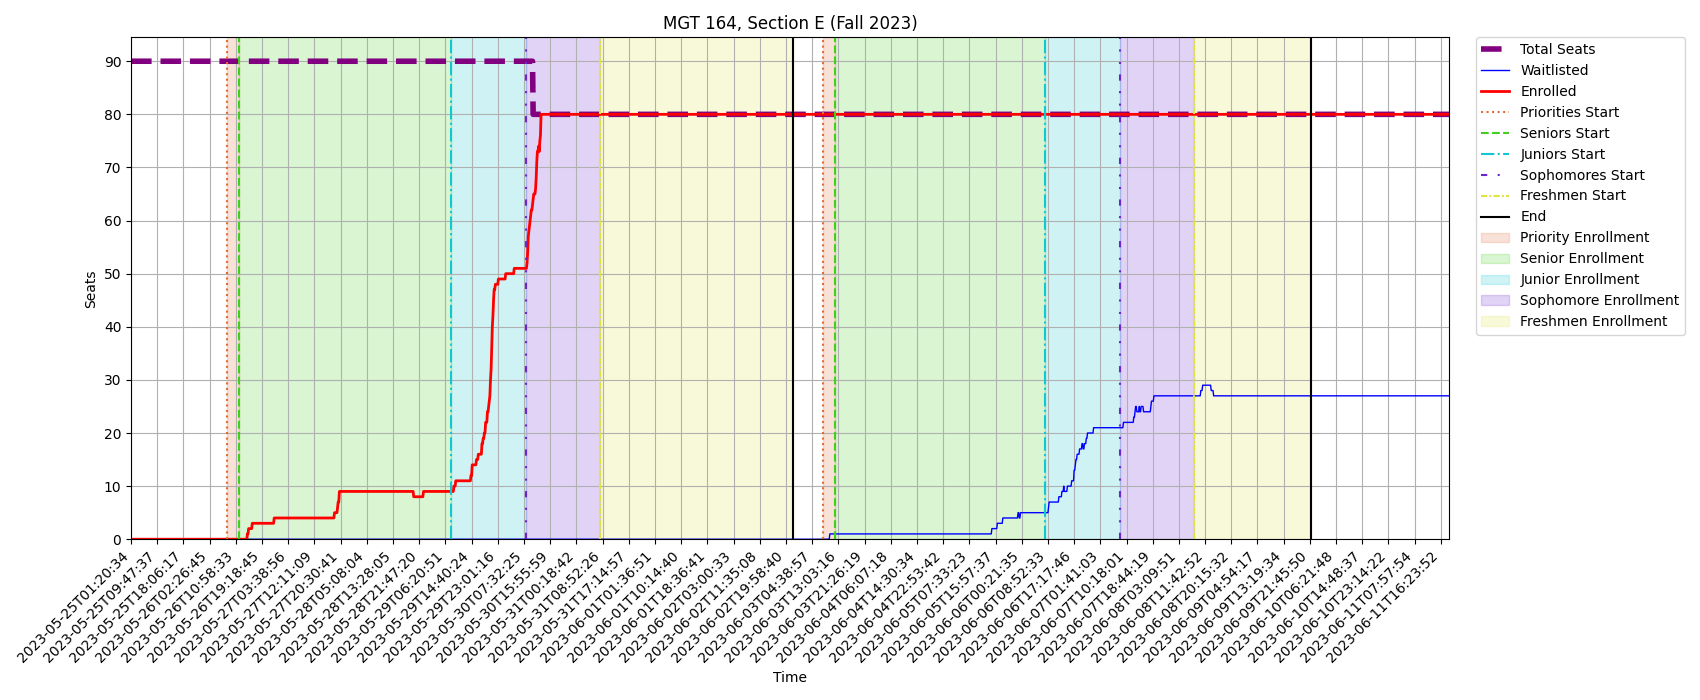 MGT 164, Section E (Fall 2023)
Seats
90
80
70
60
50
40
30
20
10
0
2023-05-25T01:20:34
2023-05-25T09:47:37
2023-05-25T18:06:17
2023-05-26T02:26:45
2023-05-26T10:58:33
2023-05-26T19:18:45
2023-05-27T03:38:56
2023-05-27T12:11:09
2023-05-27T20:30:41
2023-05-28T05:08:04
2023-05-28T13:28:05
2023-05-28T21:47:20
2023-05-29T06:20:51
2023-05-29T14:40:24
2023-05-29T23:01:16
2023-05-30T07:32:25
2023-05-30T15:55:59
2023-05-31T00:18:42
2023-05-31T08:52:26
2023-05-31T17:14:57
2023-06-01T01:36:51
2023-06-01T10:14:40
2023-06-01T18:36:41
2023-06-02T03:00:33
2023-06-02T11:35:08
2023-06-02T19:58:40
2023-06-03T04:38:57
2023-06-03T13:03:16
2023-06-03T21:26:19
2023-06-04T06:07:18
2023-06-04T14:30:34
2023-06-04T22:53:42
2023-06-05T07:33:23
2023-06-05T15:57:37
2023-06-06T00:21:35
2023-06-06T08:52:33
2023-06-06T17:17:46
2023-06-07T01:41:03
2023-06-07T10:18:01
2023-06-07T18:44:19
2023-06-08T03:09:51
2023-06-08T11:42:52
2023-06-08T20:15:32
2023-06-09T04:54:17
2023-06-09T13:19:34
2023-06-09T21:45:50
2023-06-10T06:21:48
2023-06-10T14:48:37
2023-06-10T23:14:22
2023-06-11T07:57:54
2023-06-11T16:23:52
Time
Total Seats
Waitlisted
Enrolled
Priorities Start
Seniors Start
Juniors Start
Sophomores Start
Freshmen Start
End
Priority Enrollment
Senior Enrollment
Junior Enrollment
Sophomore Enrollment
Freshmen Enrollment